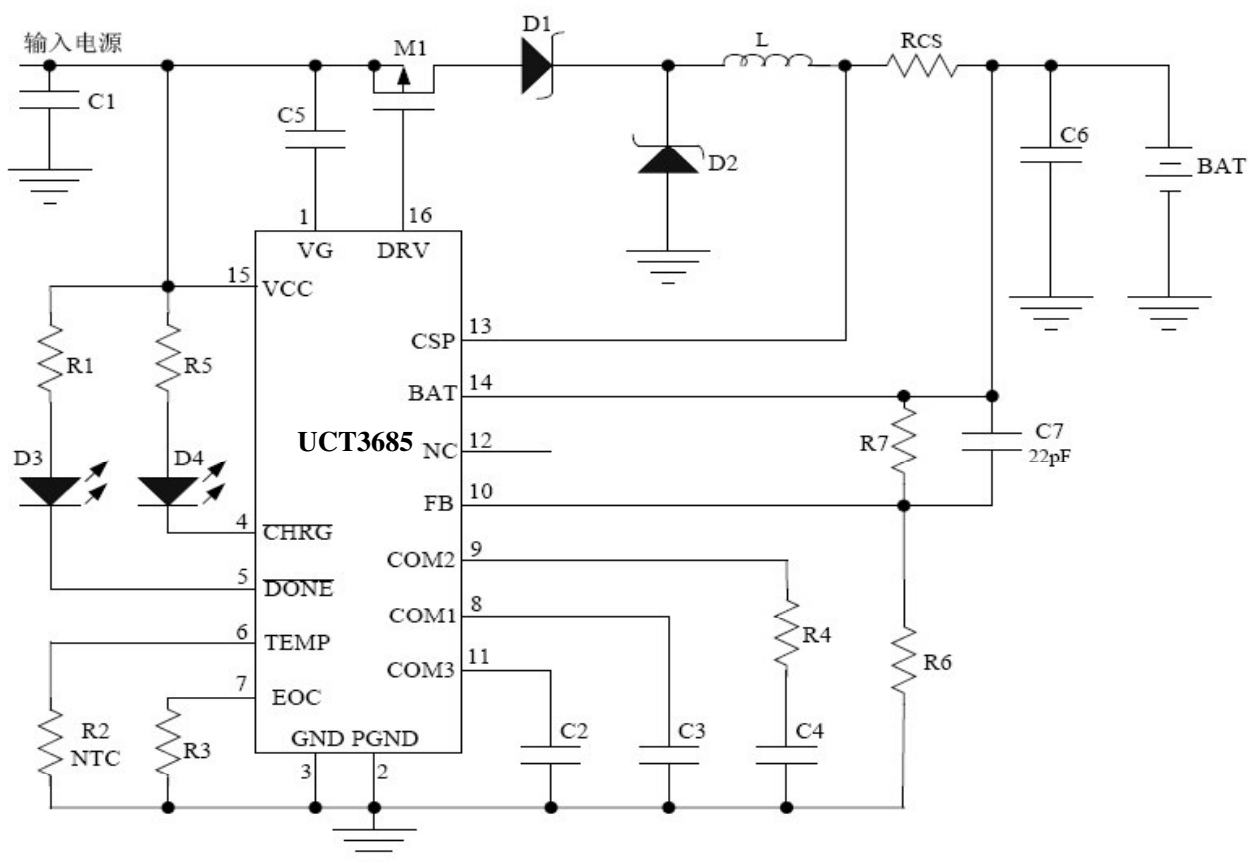 输入电源
D1
M1
L
RCS
C1
C5
D2
C6
BAT
1
16
VG
DRV
15
VCC
R1
R5
CSP
13
BAT
14
UCT3685
NC
12
R7
C7
22pF
D3
D4
FB
10
4
CHRG
COM2
9
5
DONE
COM1
8
R4
6
TEMP
COM3
11
R6
7
EOC
R2
NTC
R3
GND PGND
C2
C3
C4
3
2